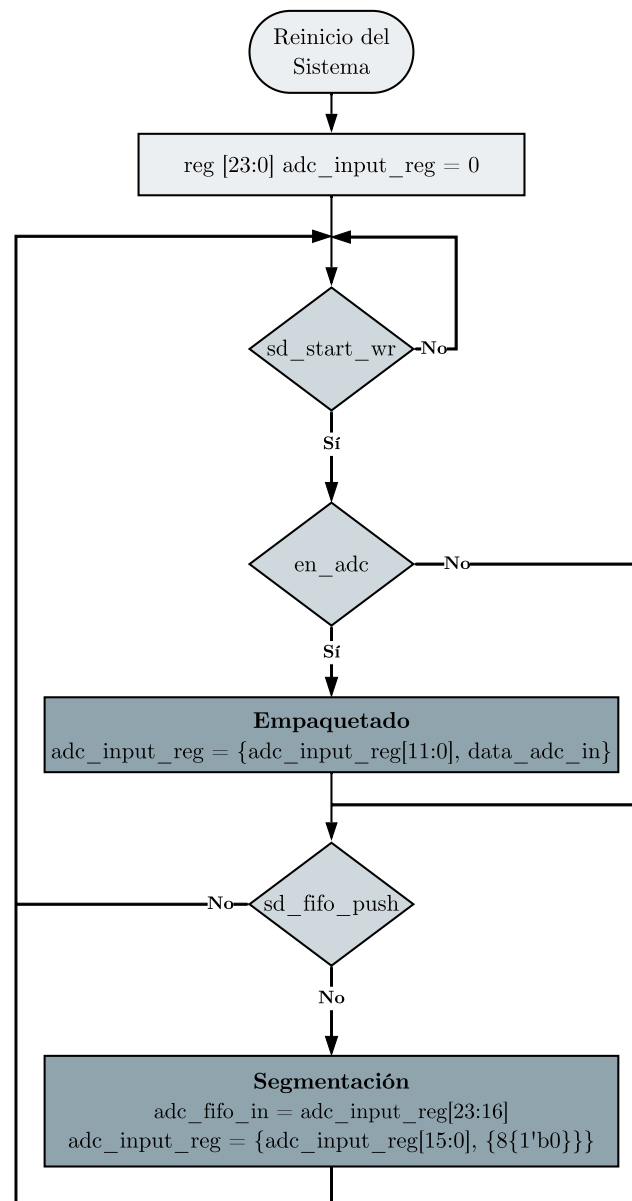 Reinicio del
Sistema
reg [23:0] adc_input_reg = 0
sd_start_wr
No
Sí
en_adc
No
Sí
Empaquetado
adc_input_reg = {adc_input_reg[11:0], data_adc_in}
sd_fifo_push
No
No
Segmentación
adc_fifo_in = adc_input_reg[23:16]
adc_input_reg = {adc_input_reg[15:0], {8{1'b0}}}